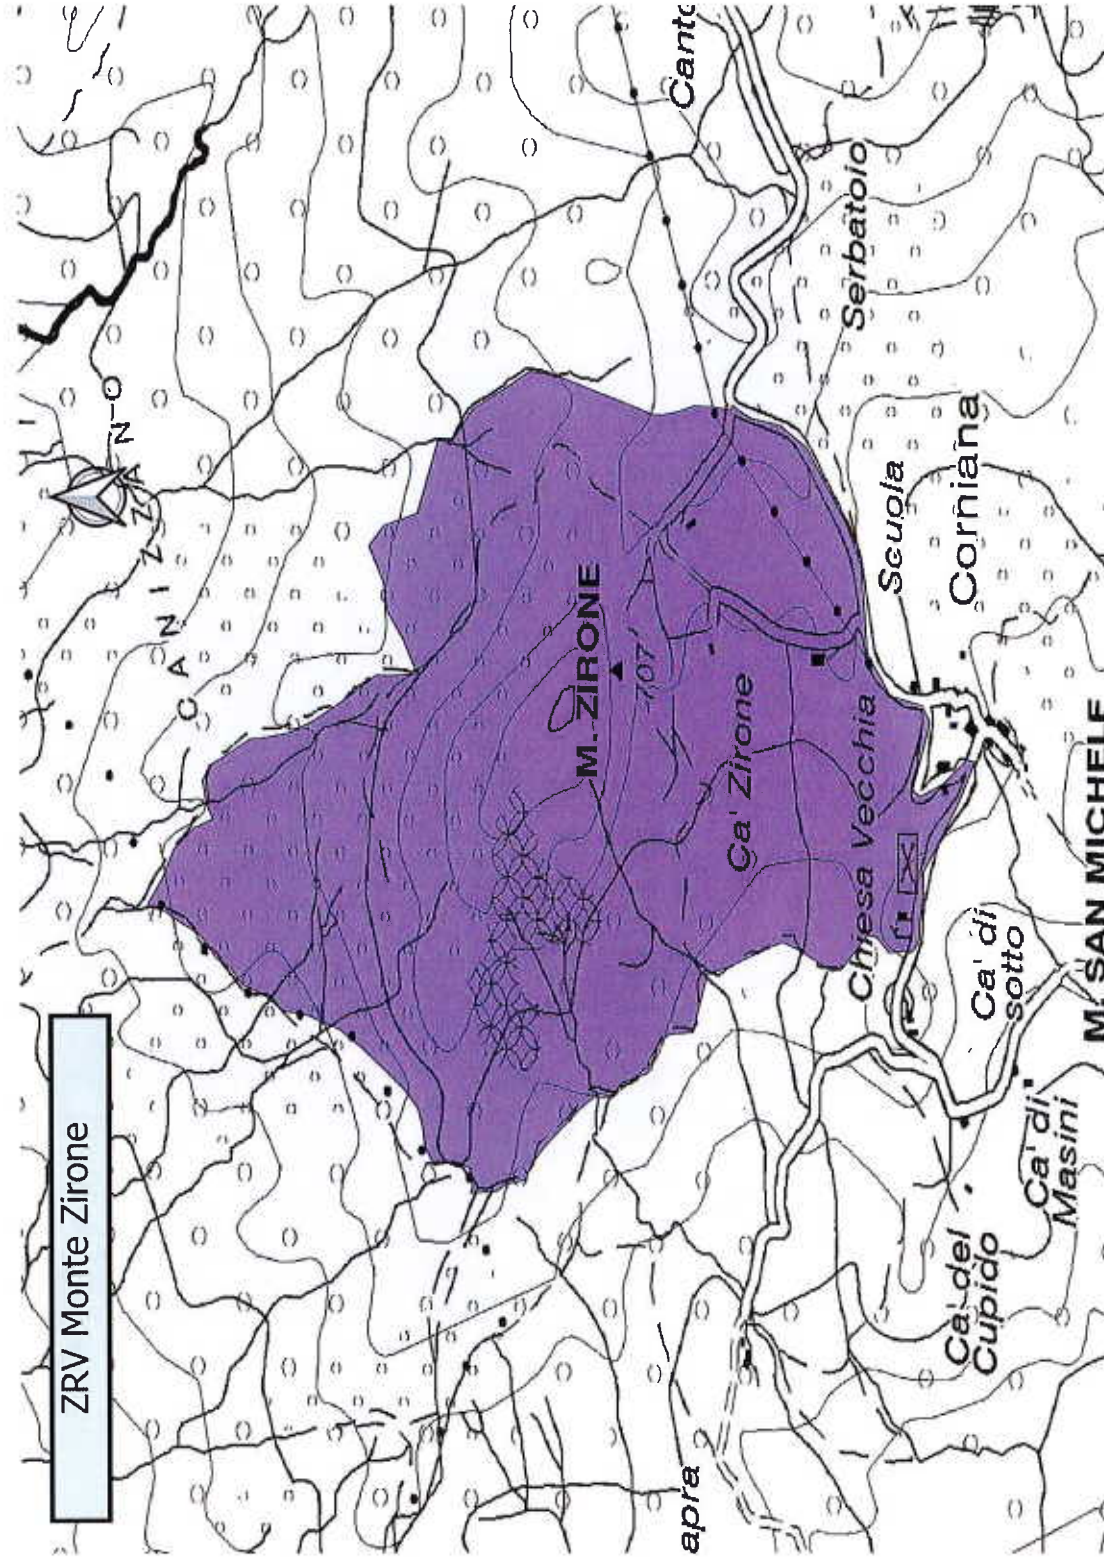 ZRV Monte Zirone
CANIZZA
N-O
Canto
Serbatoio
Scuola
Corniana
M. ZIRONE
707
Ca' Zirone
Chiesa Vecchia
M. SAN MICHELE
Ca' di
sotto
Ca' di
Masini
Ca' del
Cupido
apra